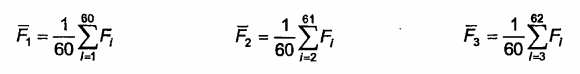 F̅₁ = 1/60 ∑_{i=1}^{60} F_i F̅₂ = 1/60 ∑_{i=2}^{61} F_i F̅₃ = 1/60 ∑_{i=3}^{62} F_i